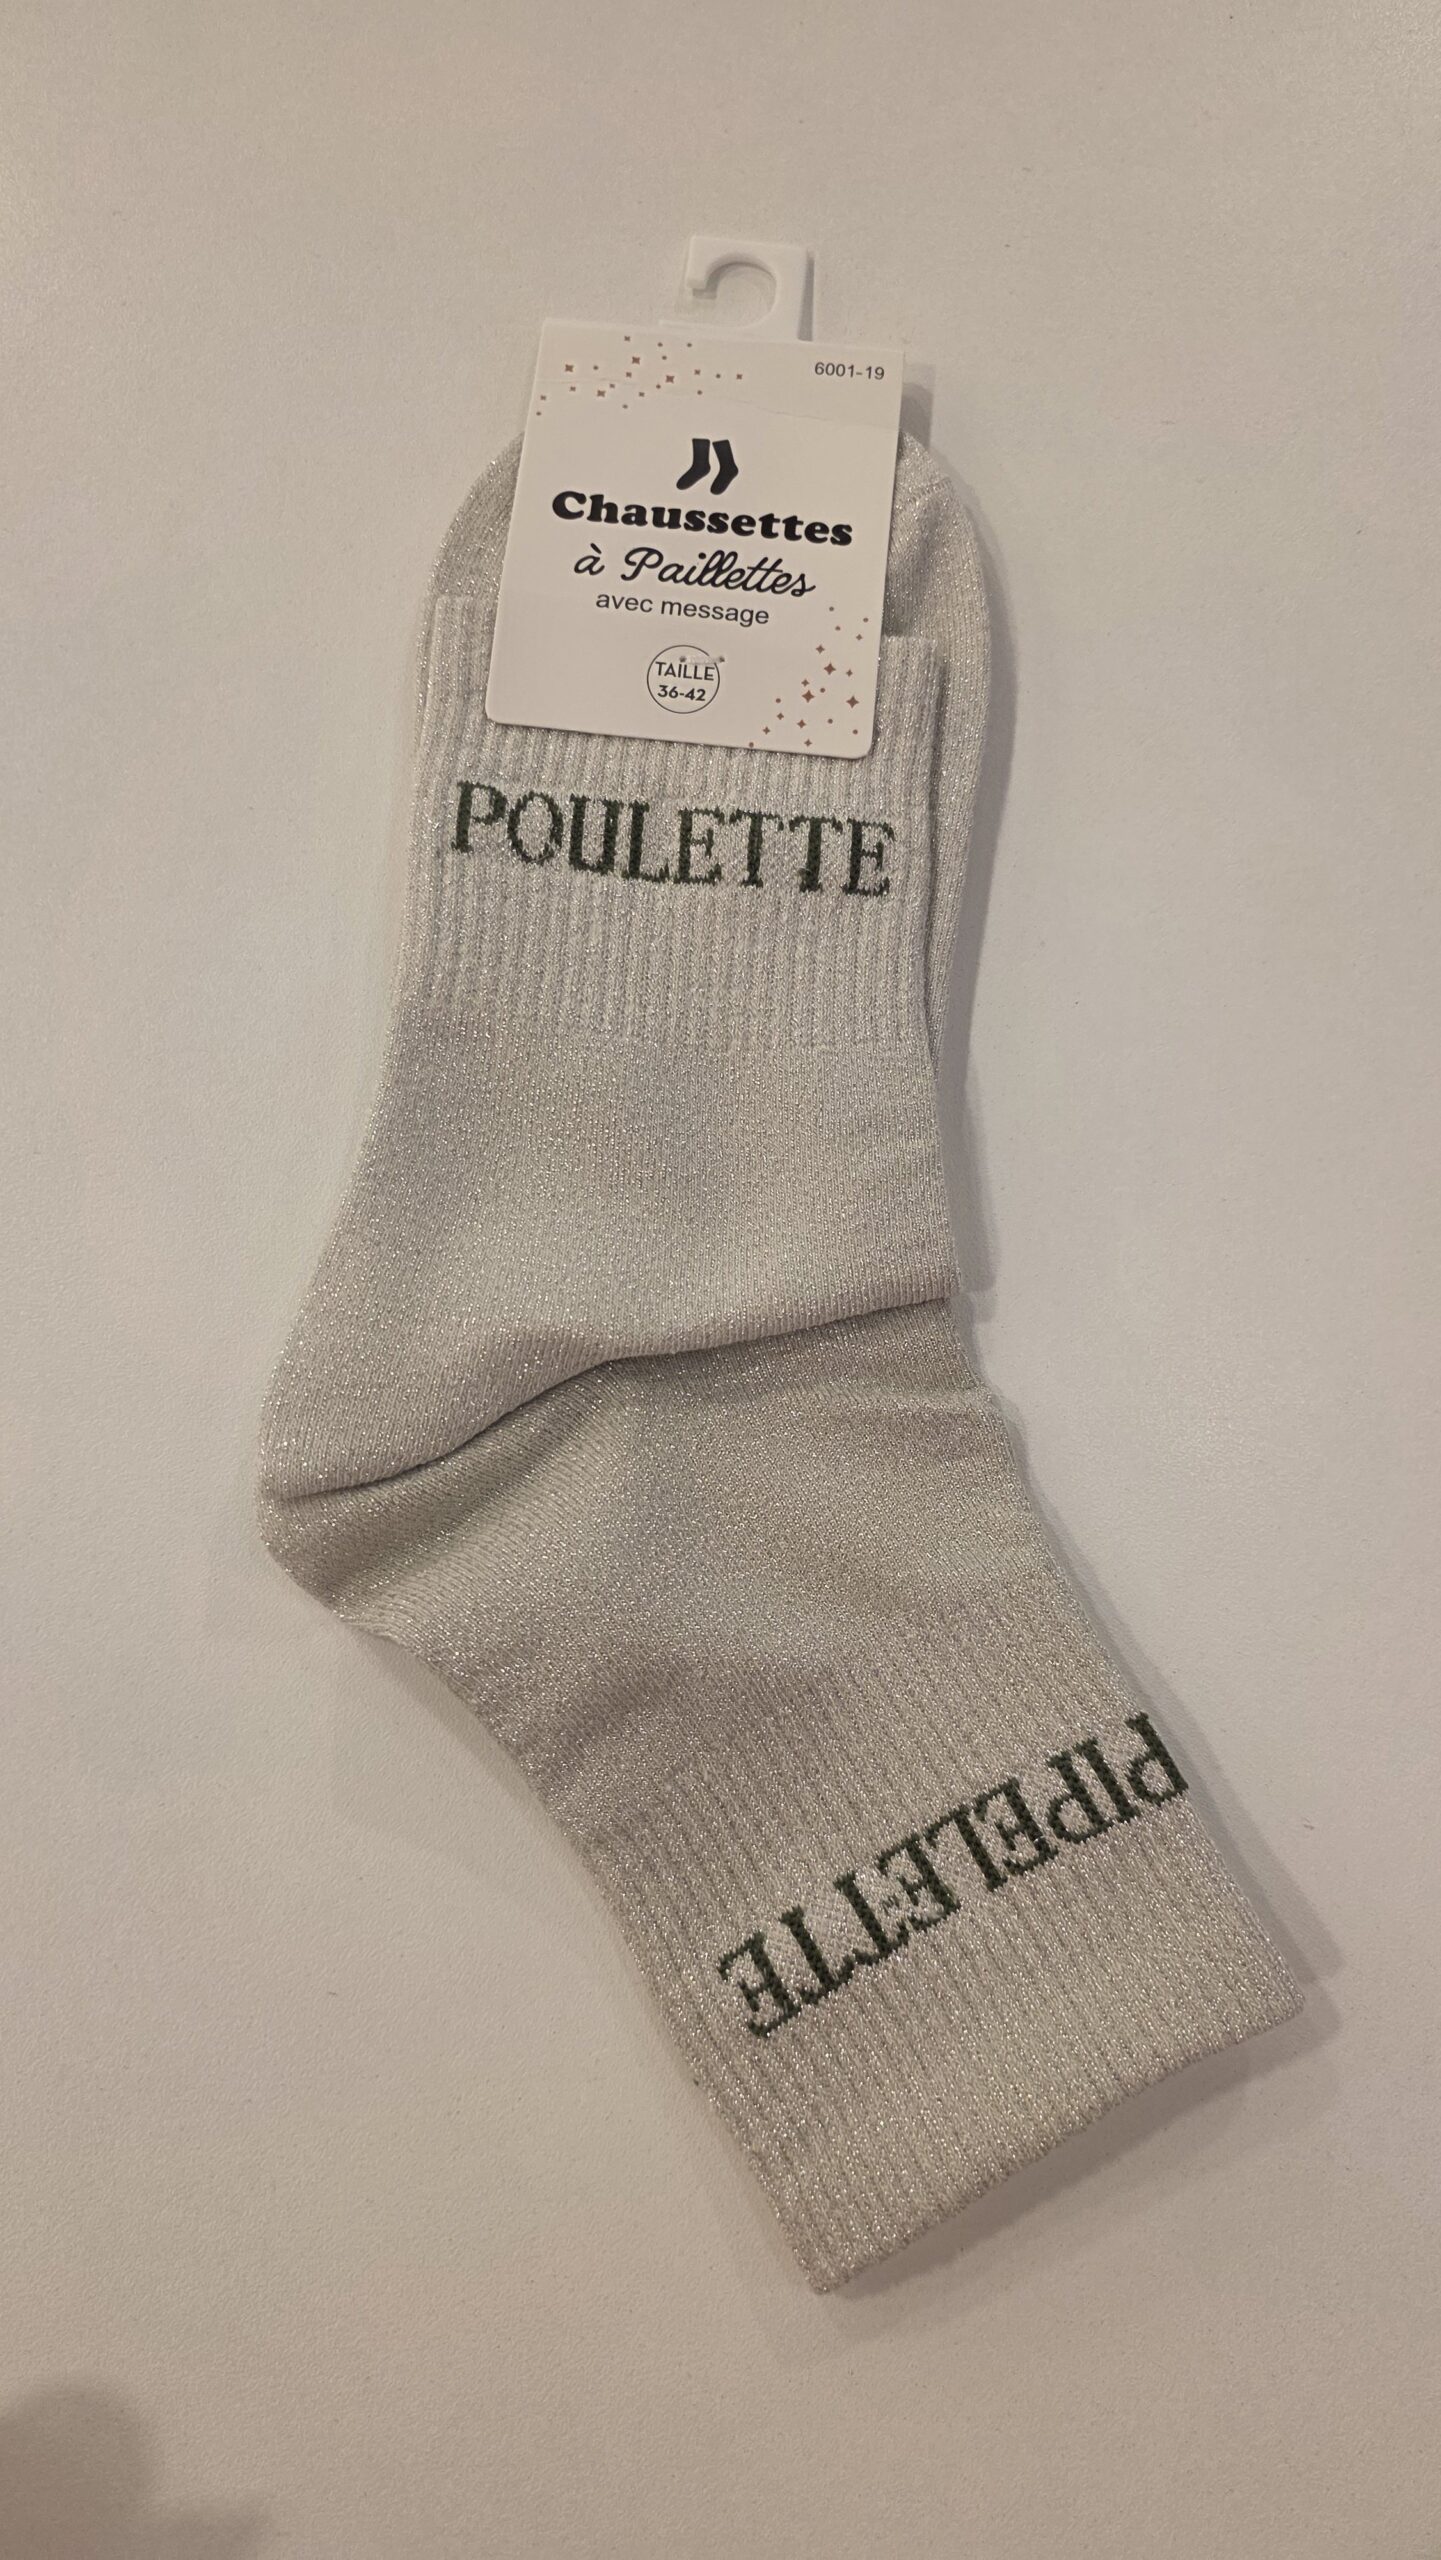 6001-19
Chaussettes
à Paillettes
avec message
TAILLE
36-42
POULETTE
PIPELETTE